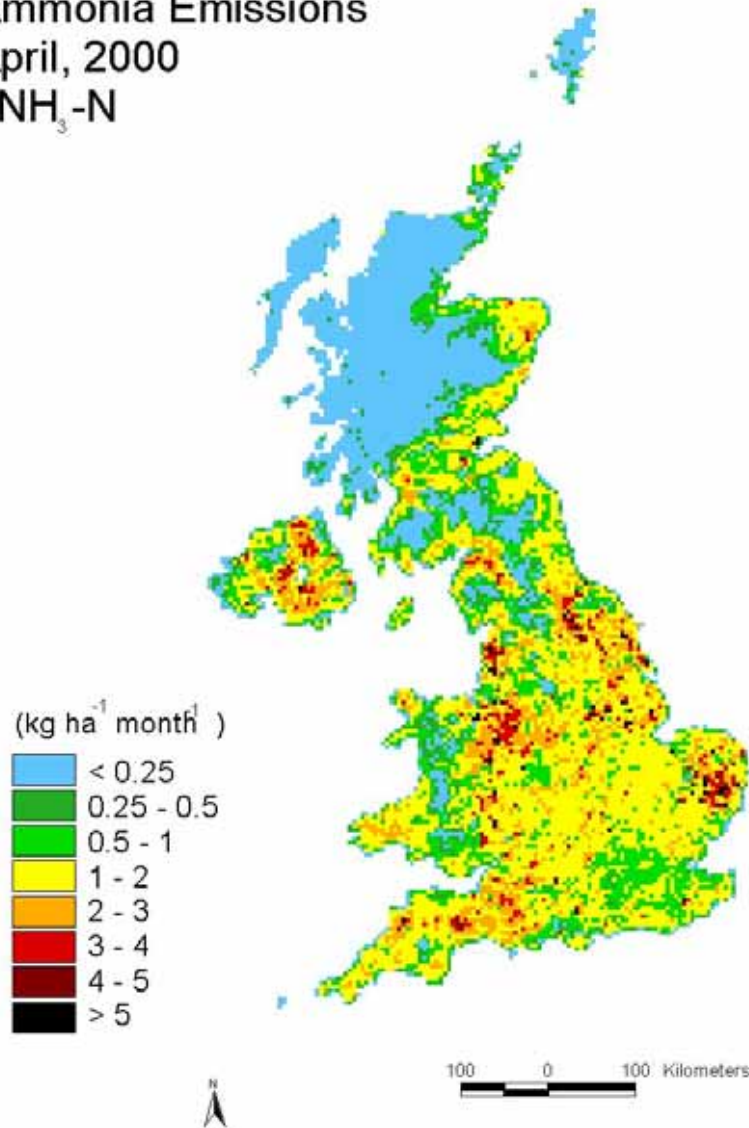 mmonia Emissions
pril, 2000
NH₃-N
(kg ha⁻¹ month⁻¹ )
< 0.25
0.25 - 0.5
0.5 - 1
1 - 2
2 - 3
3 - 4
4 - 5
> 5
100 0 100 Kilometers
N